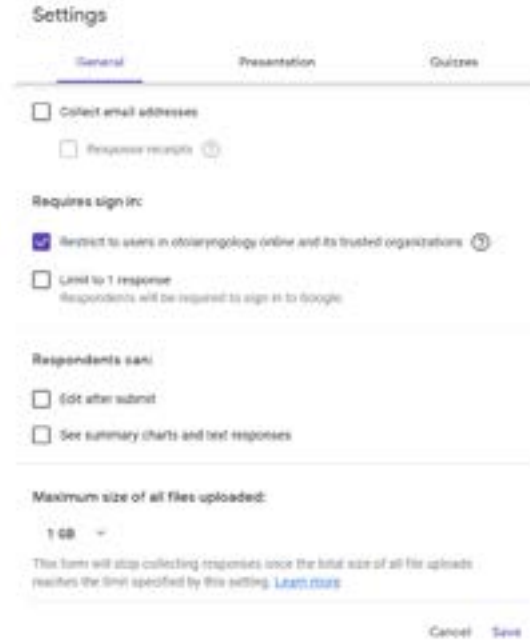 Settings
General Presentation Quizzes
Collect email addresses
Response receipts
Requires sign in:
Restrict to users in otolaryngology online and its trusted organizations
Limit to 1 response
Respondents will be required to sign in to Google.
Respondents can:
Edit after submit
See summary charts and text responses
Maximum size of all files uploaded:
1 GB
This form will stop collecting responses once the total size of all file uploads
reaches the limit specified by this setting. Learn more
Cancel Save